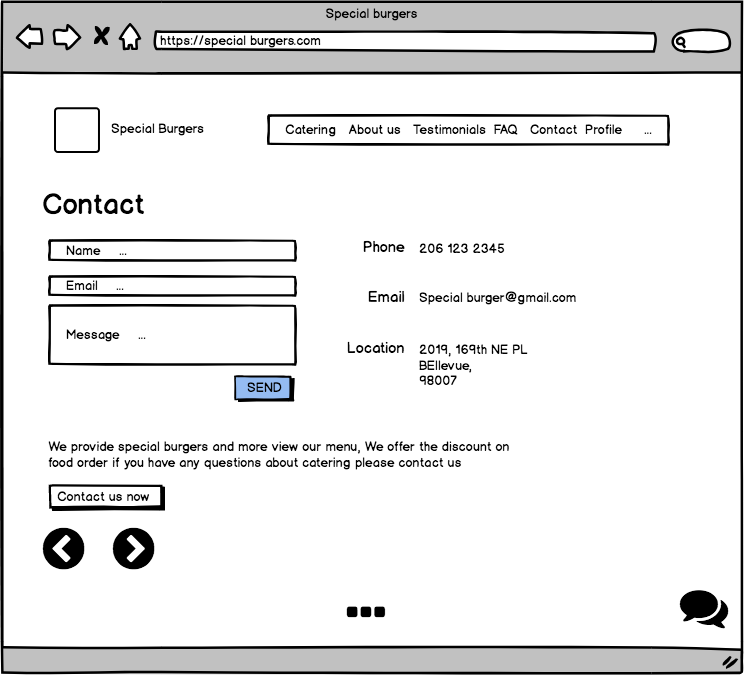 Special burgers
https://special burgers.com
Special Burgers
Catering About us Testimonials FAQ Contact Profile ...
Contact
Name ...
Email ...
Message ...
SEND
Phone 206 123 2345
Email Special burger@gmail.com
Location 2019, 169th NE PL
BEllevue,
98007
We provide special burgers and more view our menu, We offer the discount on
food order if you have any questions about catering please contact us
Contact us now